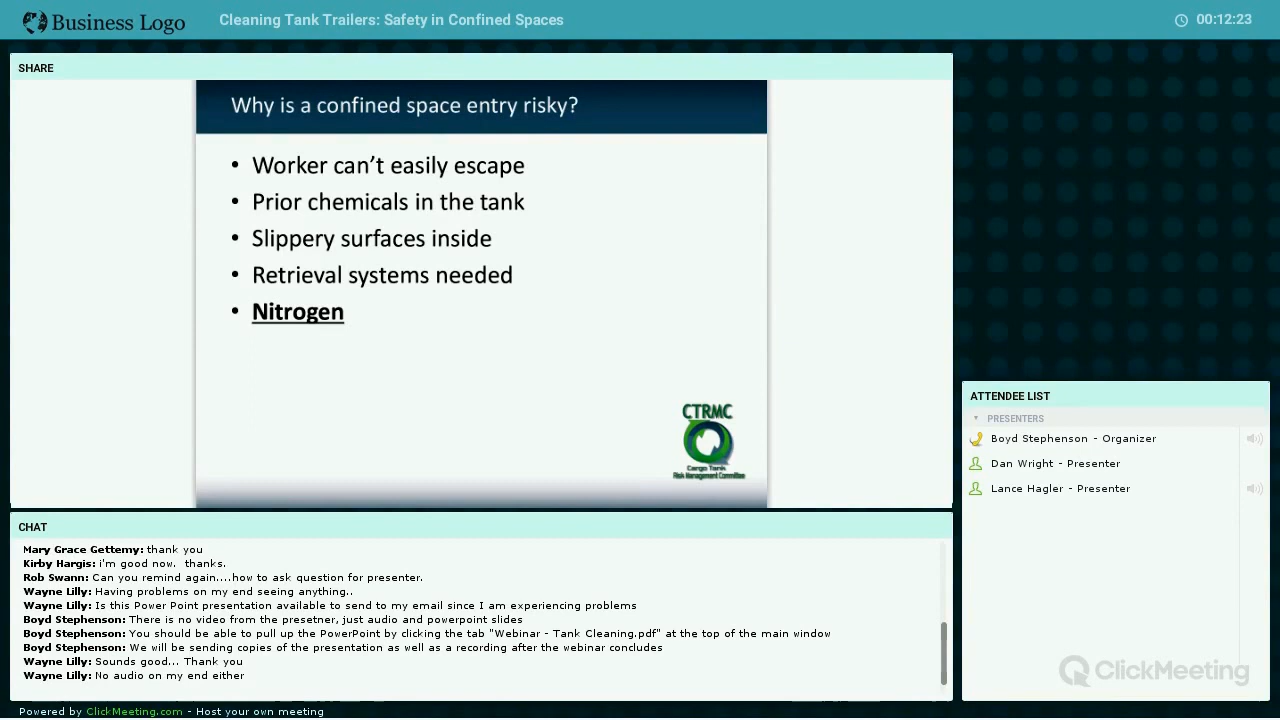 Business Logo
Cleaning Tank Trailers: Safety in Confined Spaces
00:12:23
SHARE
Why is a confined space entry risky?
• Worker can't easily escape
• Prior chemicals in the tank
• Slippery surfaces inside
• Retrieval systems needed
• Nitrogen
CTRMC
Cargo Tank
Risk Management Committee
ATTENDEE LIST
PRESENTERS
Boyd Stephenson - Organizer
Dan Wright - Presenter
Lance Hagler - Presenter
CHAT
Mary Grace Gettemy: thank you
Kirby Hargis: i'm good now. thanks.
Rob Swann: Can you remind again....how to ask question for presenter.
Wayne Lilly: Having problems on my end seeing anything..
Wayne Lilly: Is this Power Point presentation available to send to my email since I am experiencing problems
Boyd Stephenson: There is no video from the presetner, just audio and powerpoint slides
Boyd Stephenson: You should be able to pull up the PowerPoint by clicking the tab "Webinar - Tank Cleaning.pdf" at the top of the main window
Boyd Stephenson: We will be sending copies of the presentation as well as a recording after the webinar concludes
Wayne Lilly: Sounds good... Thank you
Wayne Lilly: No audio on my end either
ClickMeeting
Powered by ClickMeeting.com - Host your own meeting